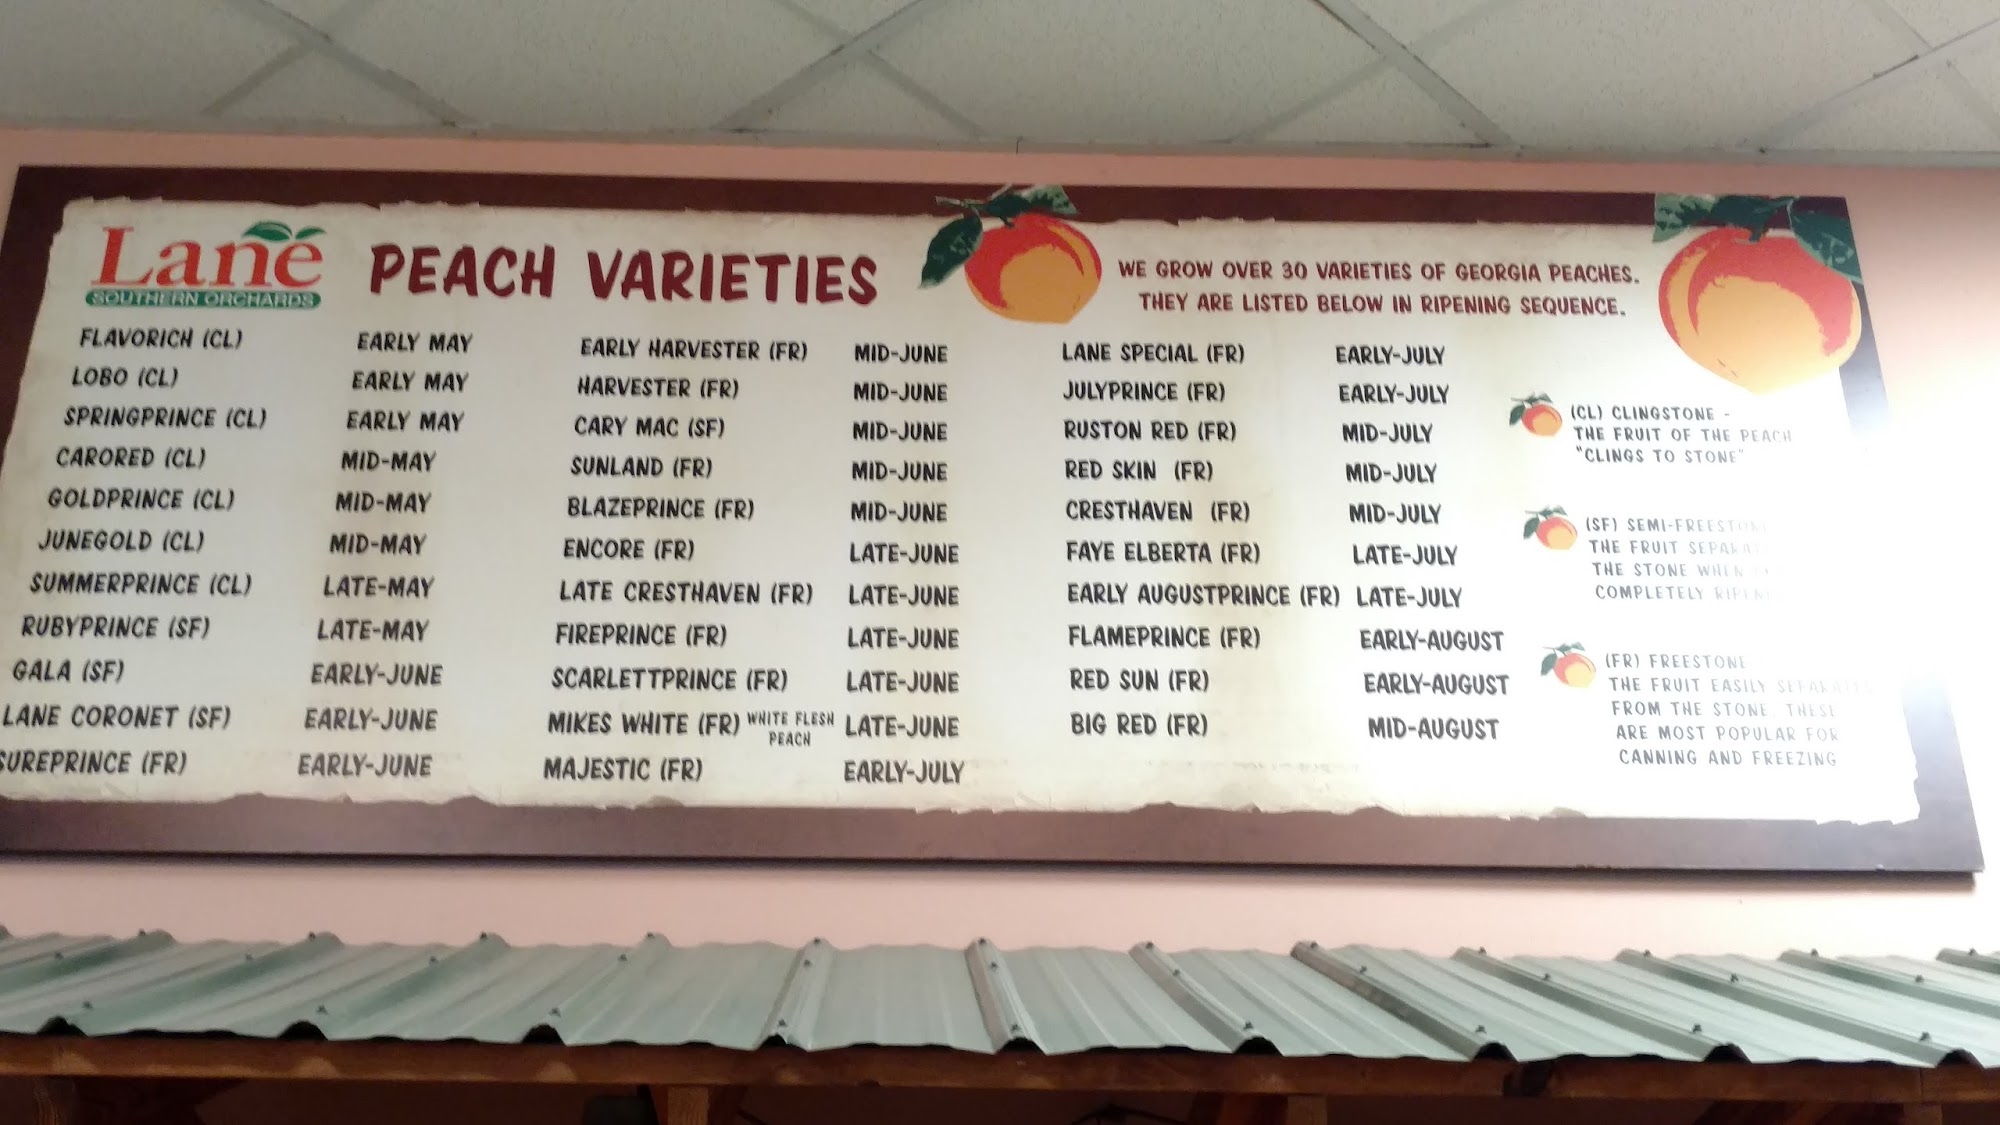 Lane
SOUTHERN ORCHARDS
PEACH VARIETIES
WE GROW OVER 30 VARIETIES OF GEORGIA PEACHES.
THEY ARE LISTED BELOW IN RIPENING SEQUENCE.
FLAVORICH (CL) EARLY MAY
LOBO (CL) EARLY MAY
SPRINGPRINCE (CL) EARLY MAY
CARORED (CL) MID-MAY
GOLDPRINCE (CL) MID-MAY
JUNEGOLD (CL) MID-MAY
SUMMERPRINCE (CL) LATE-MAY
RUBYPRINCE (SF) LATE-MAY
GALA (SF) EARLY-JUNE
LANE CORONET (SF) EARLY-JUNE
SUREPRINCE (FR) EARLY-JUNE
EARLY HARVESTER (FR) MID-JUNE
HARVESTER (FR) MID-JUNE
CARY MAC (SF) MID-JUNE
SUNLAND (FR) MID-JUNE
BLAZEPRINCE (FR) MID-JUNE
ENCORE (FR) LATE-JUNE
LATE CRESTHAVEN (FR) LATE-JUNE
FIREPRINCE (FR) LATE-JUNE
SCARLETTPRINCE (FR) LATE-JUNE
MIKES WHITE (FR) WHITE FLESH PEACH LATE-JUNE
MAJESTIC (FR) EARLY-JULY
LANE SPECIAL (FR) EARLY-JULY
JULYPRINCE (FR) EARLY-JULY
RUSTON RED (FR) MID-JULY
RED SKIN (FR) MID-JULY
CRESTHAVEN (FR) MID-JULY
FAYE ELBERTA (FR) LATE-JULY
EARLY AUGUSTPRINCE (FR) LATE-JULY
FLAMEPRINCE (FR) EARLY-AUGUST
RED SUN (FR) EARLY-AUGUST
BIG RED (FR) MID-AUGUST
(CL) CLINGSTONE -
THE FRUIT OF THE PEACH
"CLINGS TO STONE"
(SF) SEMI-FREESTONE
THE FRUIT
THE STONE WHEN
COMPLETELY
(FR) FREESTONE
THE FRUIT EASILY SEPARATES
FROM THE STONE. THESE
ARE MOST POPULAR FOR
CANNING AND FREEZING